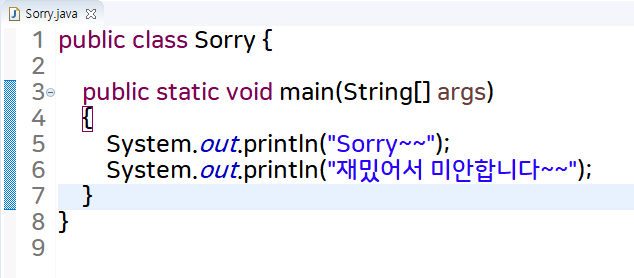 Sorry.java
1 public class Sorry {
2
3 public static void main(String[] args)
4 {
5 System.out.println("Sorry~~");
6 System.out.println("재밌어서 미안합니다~~");
7 }
8 }
9